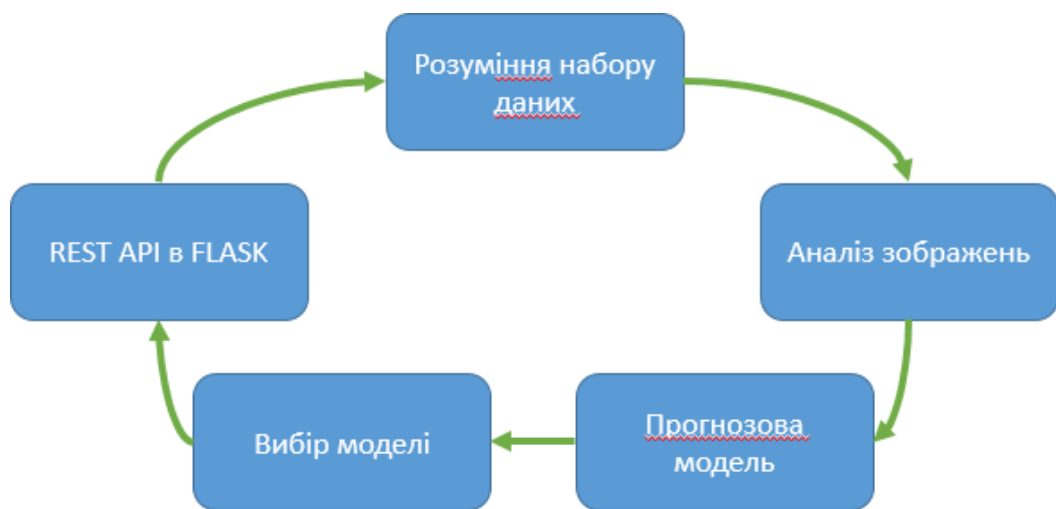 Розуміння набору
даних
REST API в FLASK
Аналіз зображень
Вибір моделі
Прогнозова
модель